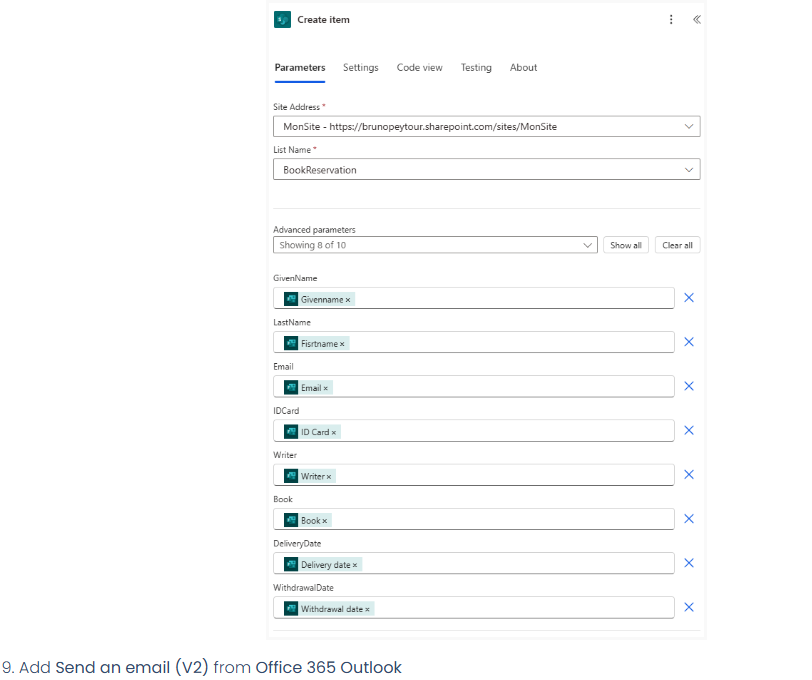 Create item
Parameters Settings Code view Testing About
Site Address *
MonSite - https://brunopeytour.sharepoint.com/sites/MonSite
List Name *
BookReservation
Advanced parameters
Showing 8 of 10 Show all Clear all
GivenName
Givenname ×
LastName
Fisrtname ×
Email
Email ×
IDCard
ID Card ×
Writer
Writer ×
Book
Book ×
DeliveryDate
Delivery date ×
WithdrawalDate
Withdrawal date ×
9. Add Send an email (V2) from Office 365 Outlook